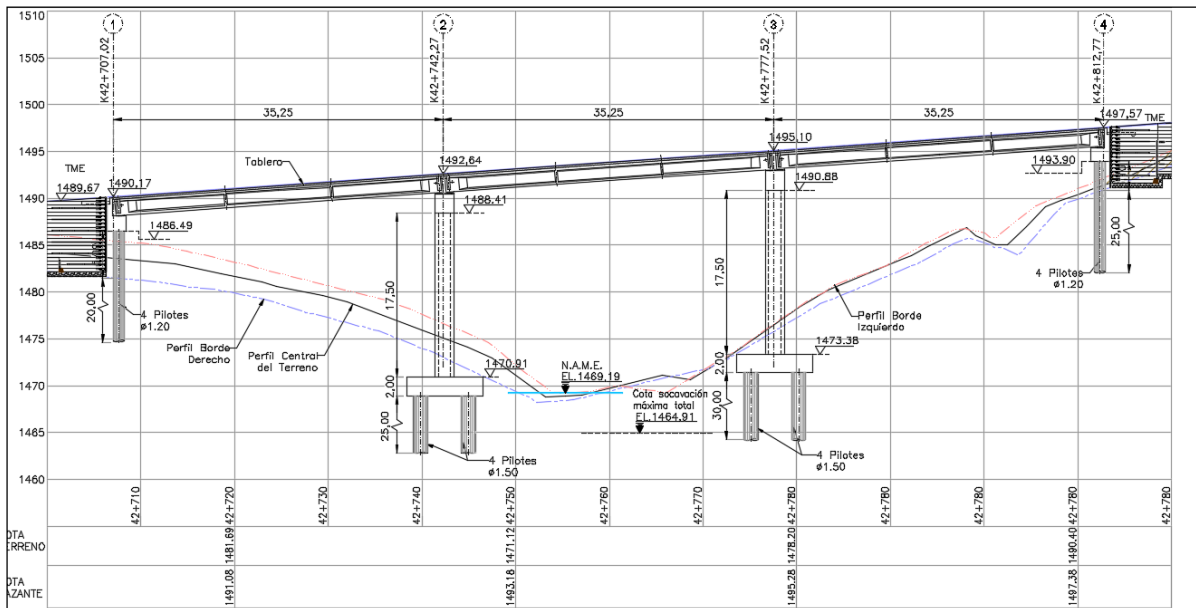 1510
1505
1500
1495
1490
1485
1480
1475
1470
1465
1460
1
2
3
4
K42+707,02
K42+742,27
K42+777,52
K42+812,77
35,25
35,25
35,25
TME
1489,67
1490,17
Tablero
1492,64
1495,10
1497,57
TME
1486.49
1488.41
1490.88
1493.90
20,00
4 Pilotes
ø1.20
Perfil Borde
Derecho
Perfil Central
del Terreno
17,50
1470.91
2,00
25,00
4 Pilotes
ø1.50
N.A.M.E.
EL.1469.19
Cota socavación
máxima total
EL.1464.91
17,50
1473.38
2,00
30,00
4 Pilotes
ø1.50
Perfil Borde
Izquierdo
4 Pilotes
ø1.20
25,00
42+710
42+720
42+730
42+740
42+750
42+760
42+770
42+780
42+780
42+780
42+780
42+780
OTA
ERRENO
1481.69
1471.12
1478.20
1490.40
OTA
AZANTE
1491.08
1493.18
1495.28
1497.38